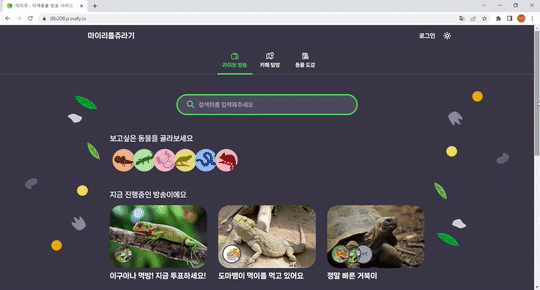 마리쥬 - 이색동물 방송 서비스
i8b208.p.ssafy.io
마이리틀쥬라기
로그인
라이브 방송
카페 탐방
동물 도감
검색어를 입력해주세요
보고싶은 동물을 골라보세요
지금 진행중인 방송이에요
이구아나 먹방! 지금 투표하세요!
도마뱀이 먹이를 먹고 있어요
정말 빠른 거북이